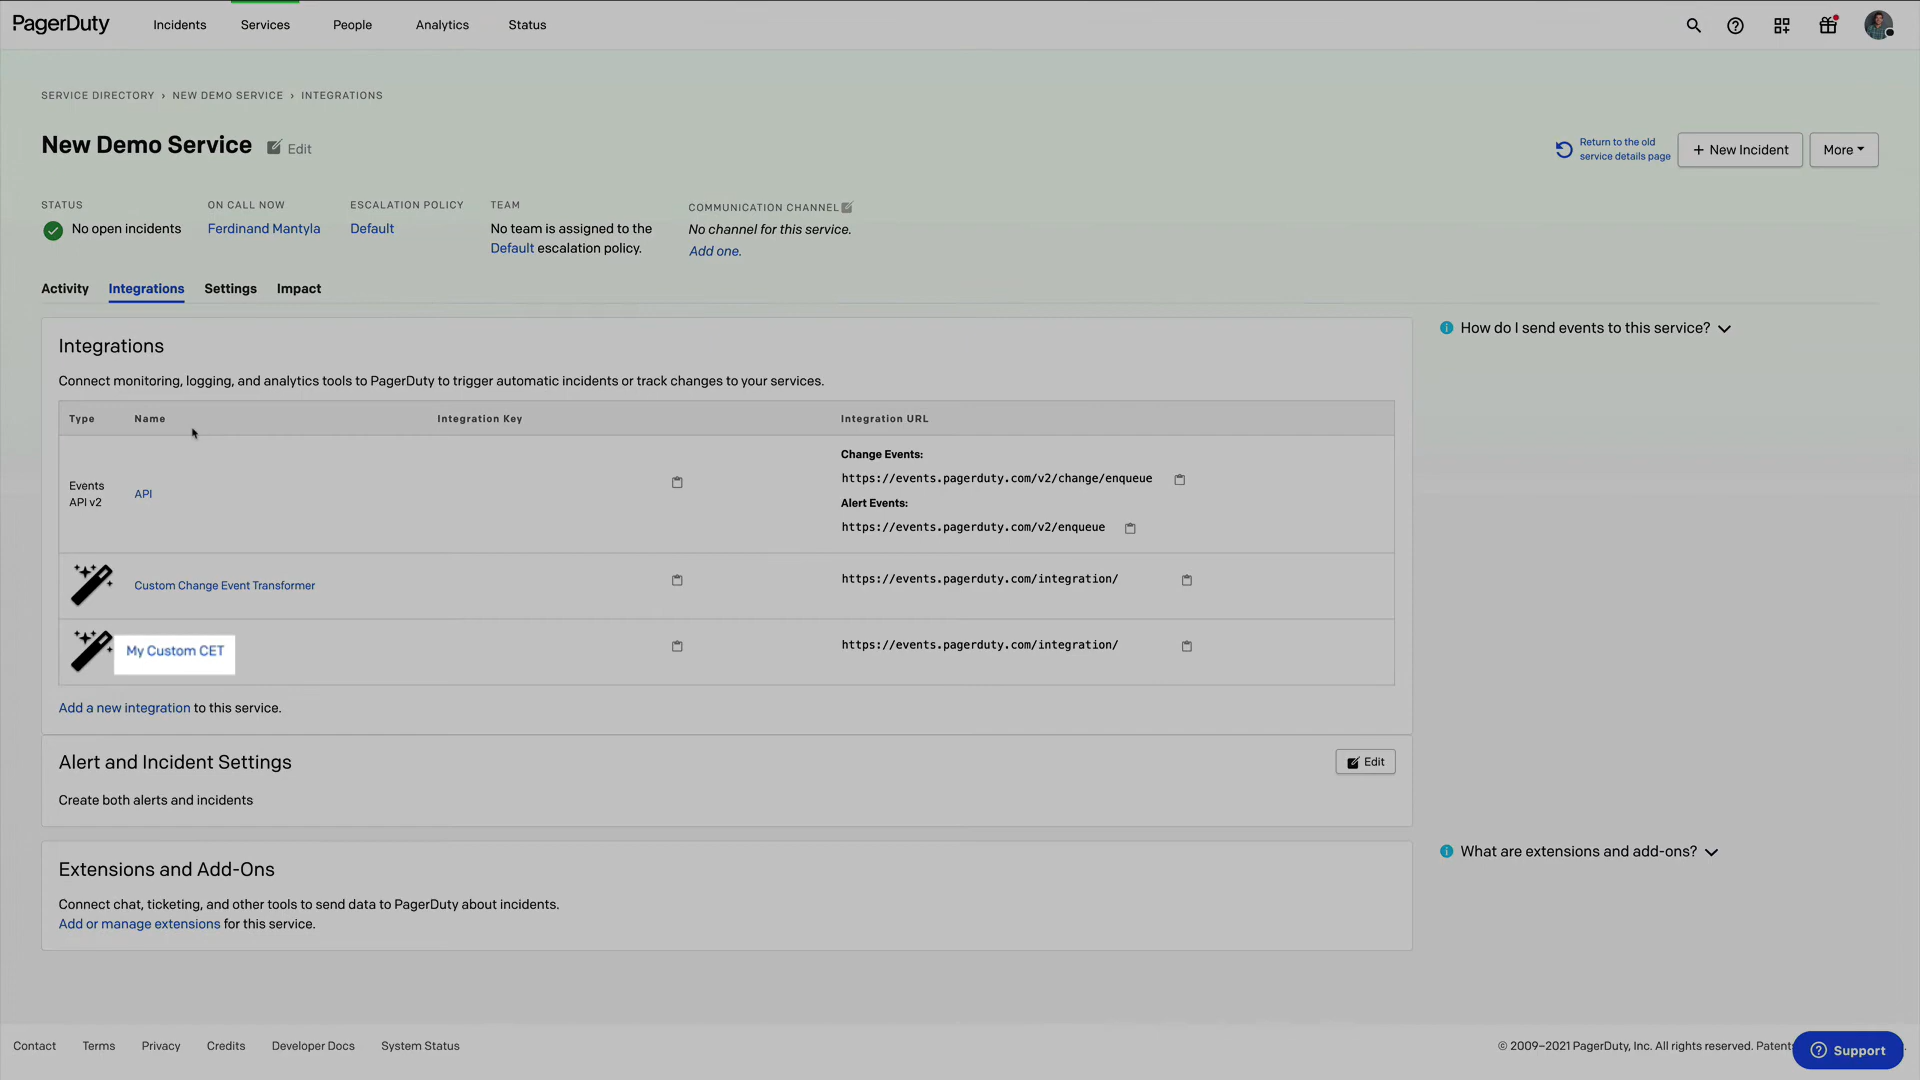 PagerDuty
Incidents
Services
People
Analytics
Status
SERVICE DIRECTORY › NEW DEMO SERVICE › INTEGRATIONS
New Demo Service
Edit
Return to the old
service details page
+ New Incident
More
STATUS
No open incidents
ON CALL NOW
Ferdinand Mantyla
ESCALATION POLICY
Default
TEAM
No team is assigned to the
Default escalation policy.
COMMUNICATION CHANNEL
No channel for this service.
Add one.
Activity
Integrations
Settings
Impact
Integrations
Connect monitoring, logging, and analytics tools to PagerDuty to trigger automatic incidents or track changes to your services.
Type
Name
Integration Key
Integration URL
Events
API v2
API
Change Events:
https://events.pagerduty.com/v2/change/enqueue
Alert Events:
https://events.pagerduty.com/v2/enqueue
Custom Change Event Transformer
https://events.pagerduty.com/integration/
My Custom CET
https://events.pagerduty.com/integration/
Add a new integration to this service.
How do I send events to this service?
Alert and Incident Settings
Edit
Create both alerts and incidents
Extensions and Add-Ons
Connect chat, ticketing, and other tools to send data to PagerDuty about incidents.
Add or manage extensions for this service.
What are extensions and add-ons?
Contact
Terms
Privacy
Credits
Developer Docs
System Status
© 2009–2021 PagerDuty, Inc. All rights reserved. Patent
Support